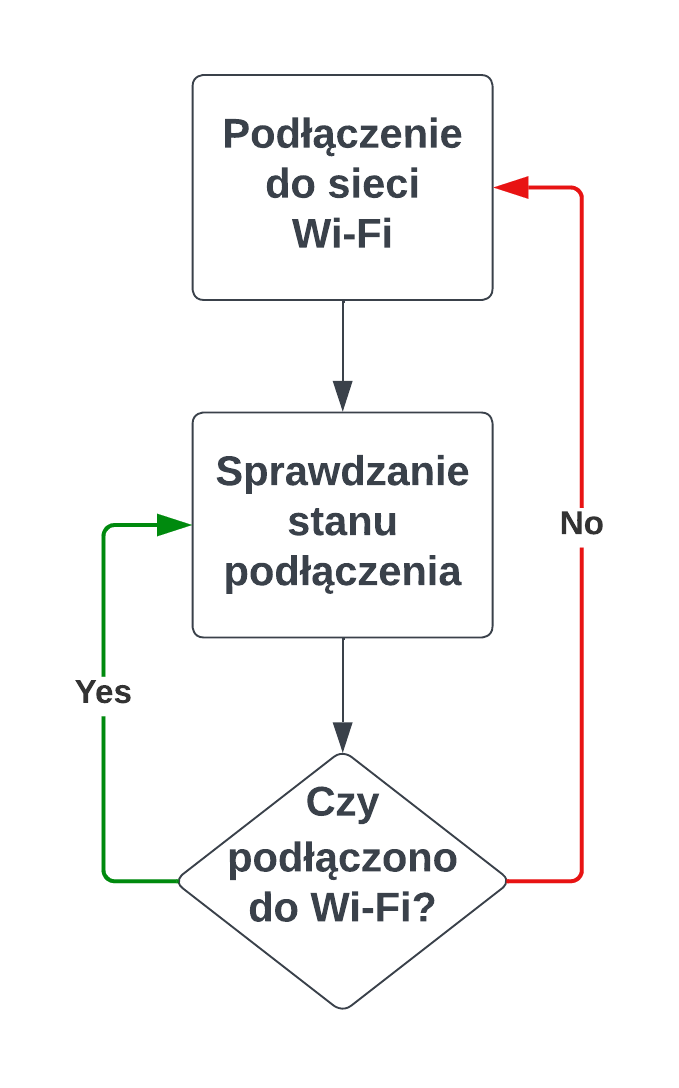 Podłączenie
do sieci
Wi-Fi
Sprawdzanie
stanu
podłączenia
No
Yes
Czy
podłączono
do Wi-Fi?